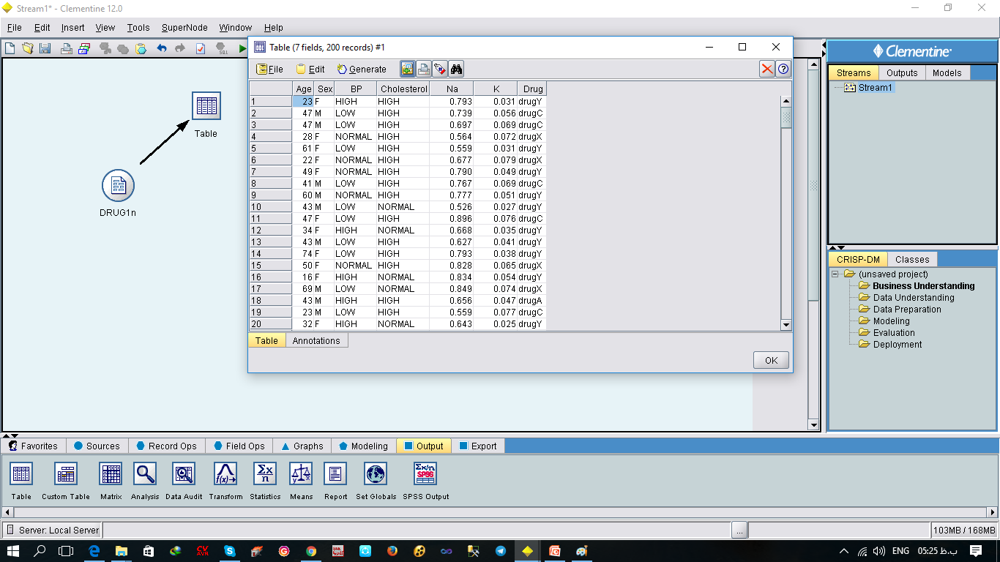 Stream1* - Clementine 12.0
File Edit Insert View Tools SuperNode Window Help
Table (7 fields, 200 records) #1
File Edit Generate
Age Sex BP Cholesterol Na K Drug
1 23 F HIGH HIGH 0.793 0.031 drugY
2 47 M LOW HIGH 0.739 0.056 drugC
3 47 M LOW HIGH 0.697 0.069 drugC
4 28 F NORMAL HIGH 0.564 0.072 drugX
5 61 F LOW HIGH 0.559 0.031 drugY
6 22 F NORMAL HIGH 0.677 0.079 drugX
7 49 F NORMAL HIGH 0.790 0.049 drugY
8 41 M LOW HIGH 0.767 0.069 drugC
9 60 M NORMAL HIGH 0.777 0.051 drugY
10 43 M LOW NORMAL 0.526 0.027 drugY
11 47 F LOW HIGH 0.896 0.076 drugC
12 34 F HIGH NORMAL 0.668 0.035 drugY
13 43 M LOW HIGH 0.627 0.041 drugY
14 74 F LOW HIGH 0.793 0.038 drugY
15 50 F NORMAL HIGH 0.828 0.065 drugX
16 16 F HIGH NORMAL 0.834 0.054 drugY
17 69 M LOW NORMAL 0.849 0.074 drugX
18 43 M HIGH HIGH 0.656 0.047 drugA
19 23 M LOW HIGH 0.559 0.077 drugC
20 32 F HIGH NORMAL 0.643 0.025 drugY
Table Annotations
OK
Table
DRUG1n
Clementine
Streams Outputs Models
Stream1
CRISP-DM Classes
(unsaved project)
Business Understanding
Data Understanding
Data Preparation
Modeling
Evaluation
Deployment
Favorites Sources Record Ops Field Ops Graphs Modeling Output Export
Table Custom Table Matrix Analysis Data Audit Transform Statistics Means Report Set Globals SPSS Output
Server: Local Server ... 103MB / 168MB
ENG 05:25 ب.ظ